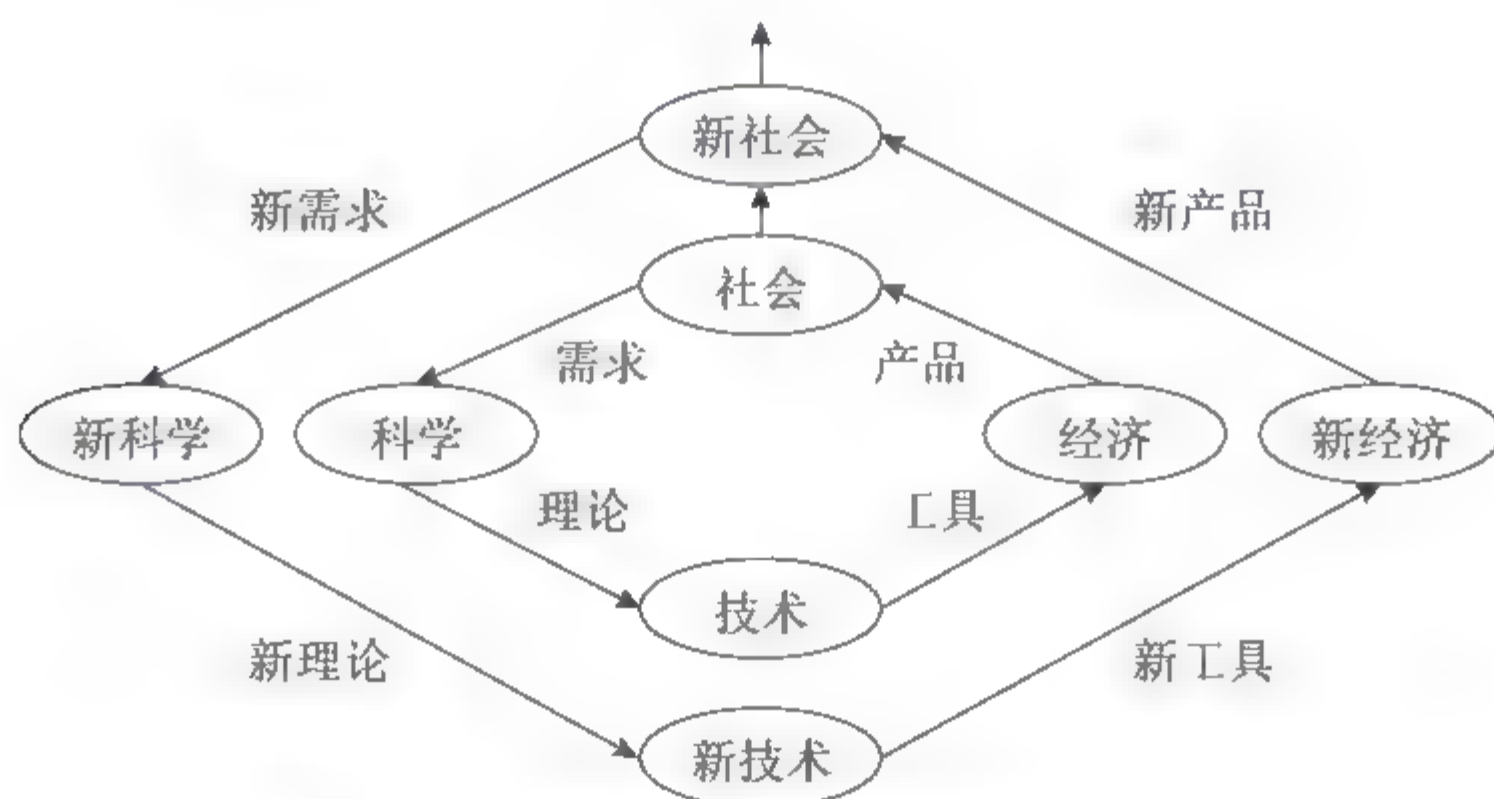 新社会
新需求
新产品
社会
需求
产品
新科学
科学
经济
新经济
理论
工具
技术
新理论
新工具
新技术